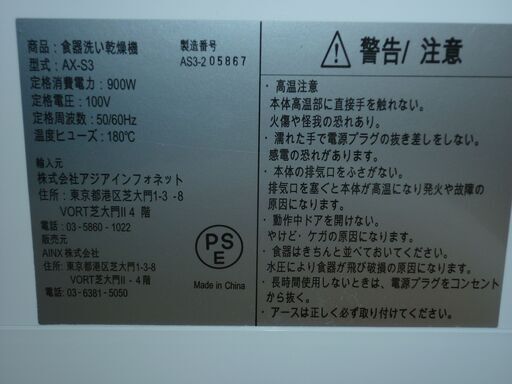 商品：食器洗い乾燥機
型式：AX-S3
定格消費電力：900W
定格電圧：100V
定格周波数：50/60Hz
温度ヒューズ：180℃
製造番号
AS3-2 05867
輸入元
株式会社アジアインフォネット
住所：東京都港区芝大門1-3 -8
VORT芝大門II 4 階
電話：03-5860-1022
販売元
AINX 株式会社
住所：東京都港区芝大門1-3-8
VORT芝大門II - 4階
電話：03-6381-5050
PS
E
Made in China
警告/ 注意
・高温注意
本体高温部に直接手を触れない。
火傷や怪我の恐れあり。
・濡れた手で電源プラグの抜き差しをしない。
感電の恐れがあります。
・本体の排気口をふさがない。
排気口を塞ぐと本体が高温になり発火や故障の
原因になります。
・動作中ドアを開けない。
やけど・ケガの原因になります。
・食器はきちんと並べておいてください。
水圧により食器が飛び破損の原因になります。
・長時間使用しないときは、電源プラグをコンセント
から抜く。
・アースは正しく必ず取り付けてください。